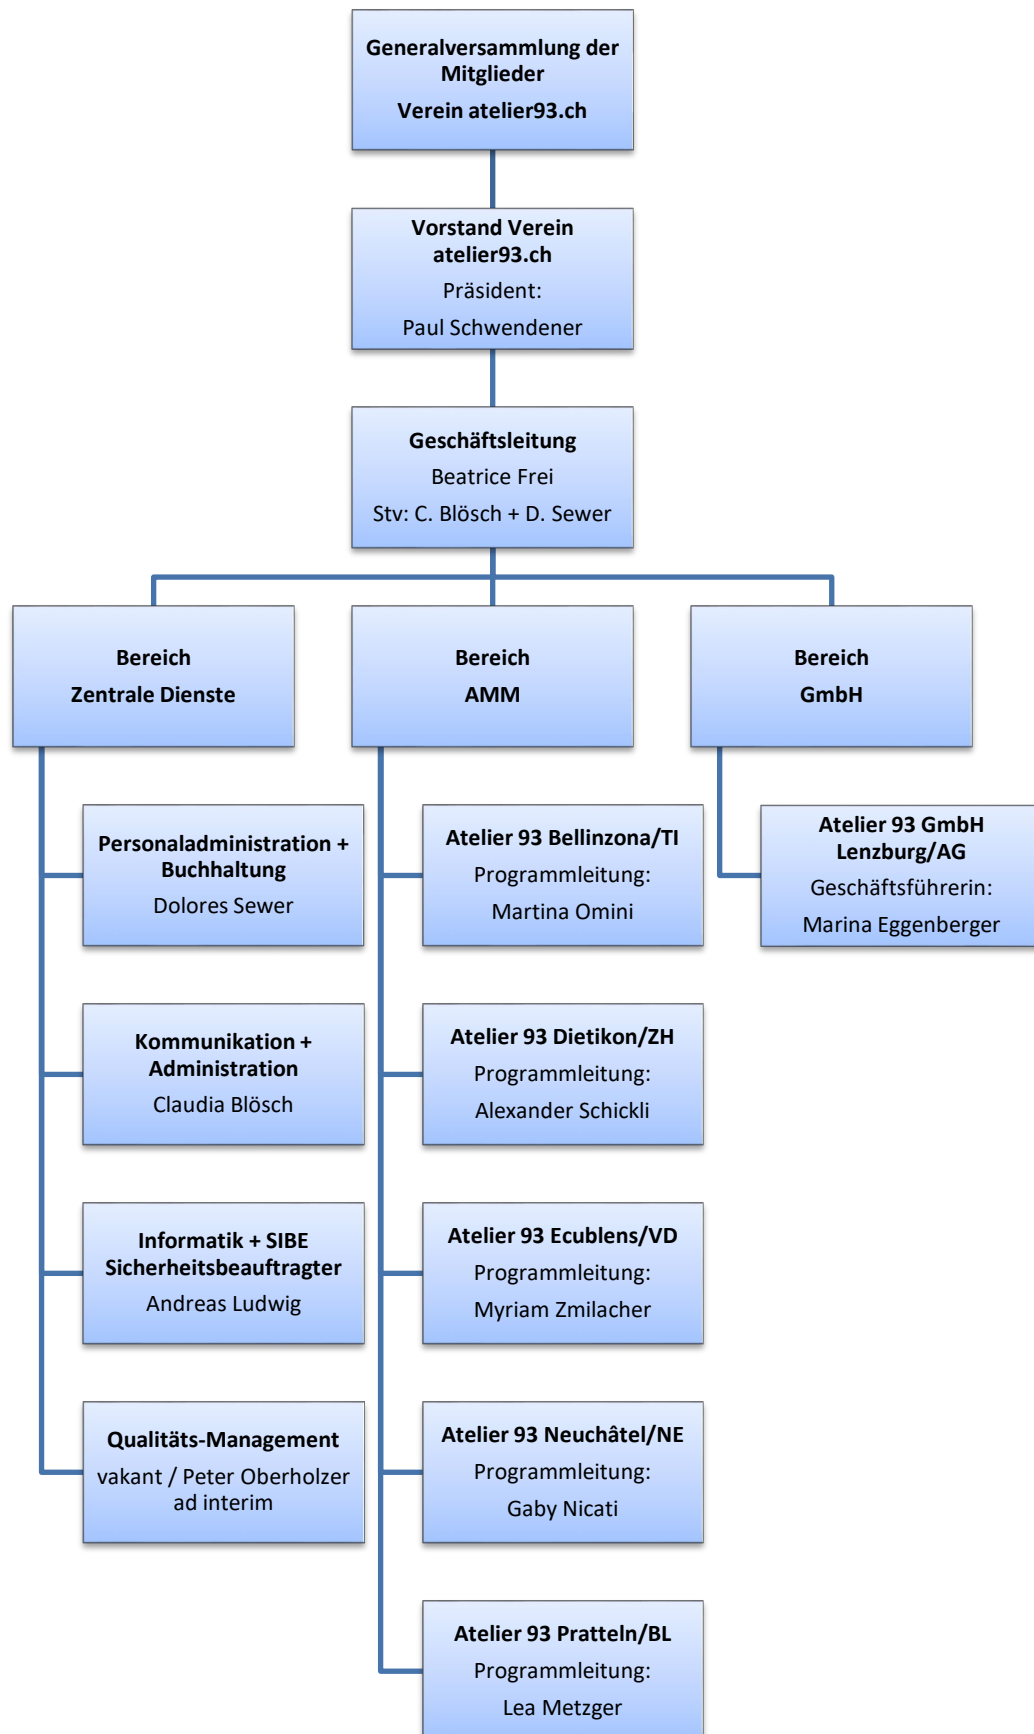 Generalversammlung der
Mitglieder
Verein atelier93.ch
Vorstand Verein
atelier93.ch
Präsident:
Paul Schwendener
Geschäftsleitung
Beatrice Frei
Stv: C. Blösch + D. Sewer
Bereich
Zentrale Dienste
Bereich
AMM
Bereich
GmbH
Personaladministration +
Buchhaltung
Dolores Sewer
Kommunikation +
Administration
Claudia Blösch
Informatik + SIBE
Sicherheitsbeauftragter
Andreas Ludwig
Qualitäts-Management
vakant / Peter Oberholzer
ad interim
Atelier 93 Bellinzona/TI
Programmleitung:
Martina Omini
Atelier 93 Dietikon/ZH
Programmleitung:
Alexander Schickli
Atelier 93 Ecublens/VD
Programmleitung:
Myriam Zmilacher
Atelier 93 Neuchâtel/NE
Programmleitung:
Gaby Nicati
Atelier 93 Pratteln/BL
Programmleitung:
Lea Metzger
Atelier 93 GmbH
Lenzburg/AG
Geschäftsführerin:
Marina Eggenberger